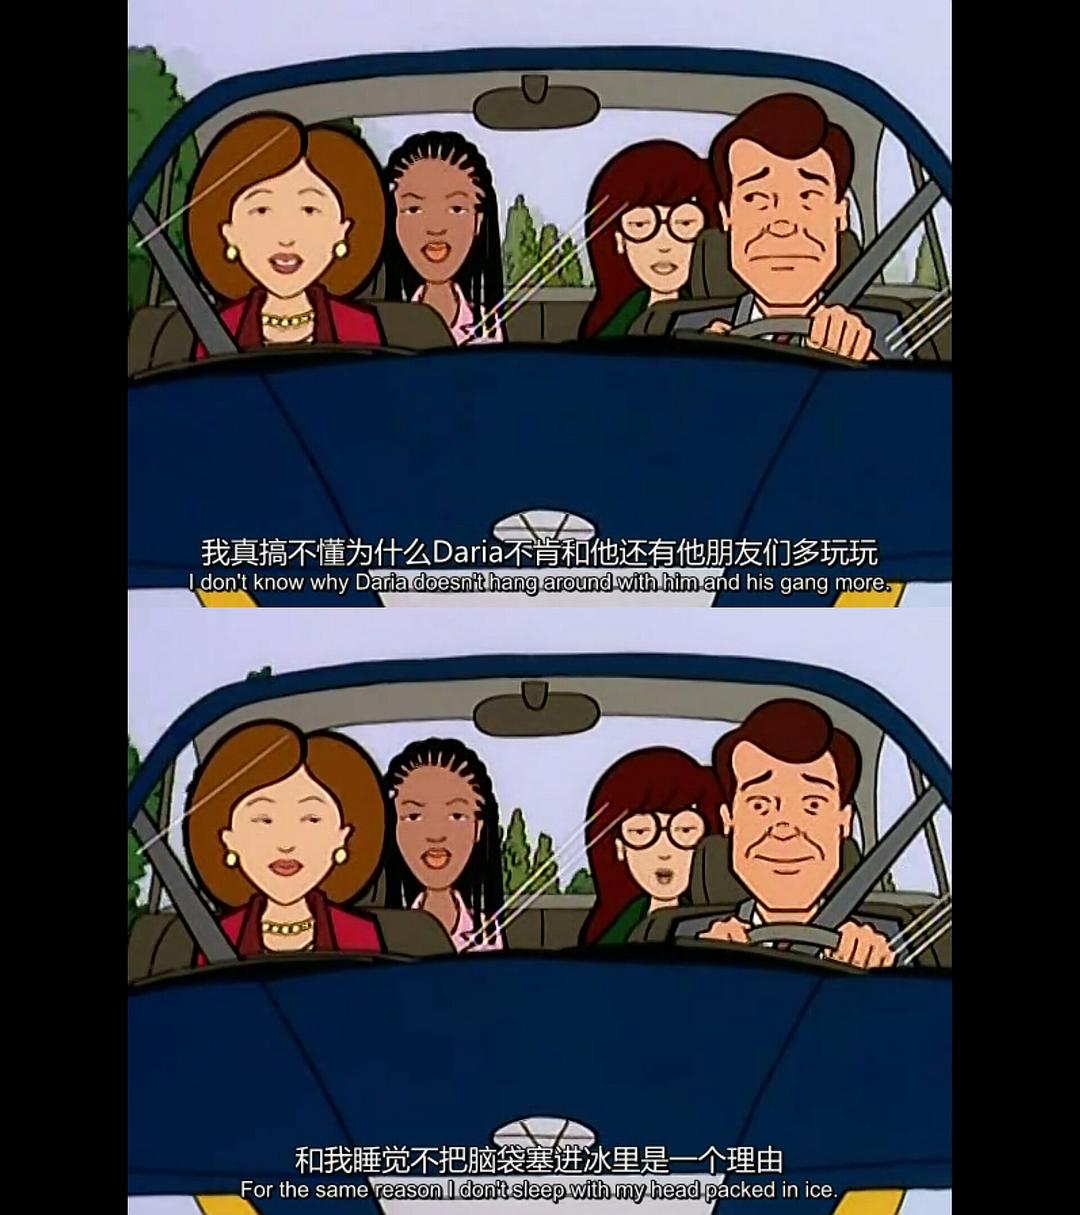 我真搞不懂为什么Daria不肯和他还有他朋友们多玩玩
I don't know why Daria doesn't hang around with him and his gang more.
和我睡觉不把脑袋塞进冰里是一个理由
For the same reason I don't sleep with my head packed in ice.